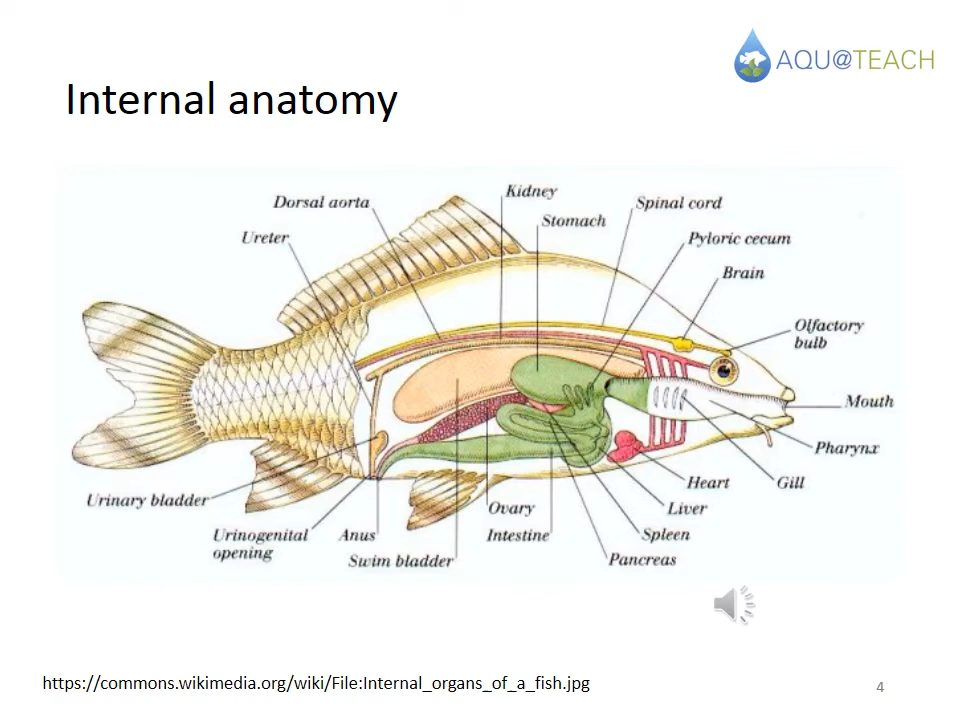 AQU@TEACH
Internal anatomy
Kidney
Dorsal aorta
Spinal cord
Stomach
Ureter
Pyloric cecum
Brain
Olfactory
bulb
Mouth
Pharynx
Gill
Heart
Urinary bladder
Ovary
Liver
Urinogenital
opening
Anus
Intestine
Spleen
Swim bladder
Pancreas
https://commons.wikimedia.org/wiki/File:Internal_organs_of_a_fish.jpg
4